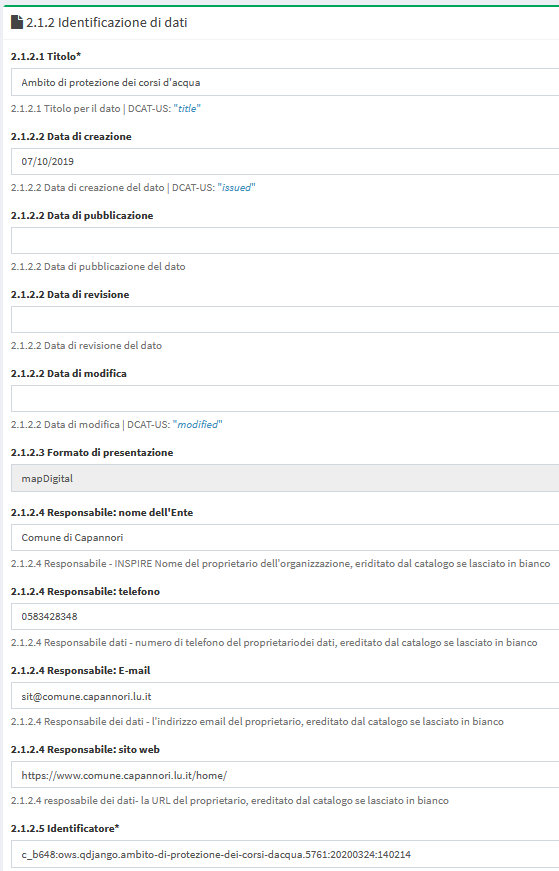 2.1.2 Identificazione di dati
2.1.2.1 Titolo*
Ambito di protezione dei corsi d'acqua
2.1.2.1 Titolo per il dato | DCAT-US: "title"
2.1.2.2 Data di creazione
07/10/2019
2.1.2.2 Data di creazione del dato | DCAT-US: "issued"
2.1.2.2 Data di pubblicazione
2.1.2.2 Data di pubblicazione del dato
2.1.2.2 Data di revisione
2.1.2.2 Data di revisione del dato
2.1.2.2 Data di modifica
2.1.2.2 Data di modifica | DCAT-US: "modified"
2.1.2.3 Formato di presentazione
mapDigital
2.1.2.4 Responsabile: nome dell'Ente
Comune di Capannori
2.1.2.4 Responsabile - INSPIRE Nome del proprietario dell'organizzazione, eriditato dal catalogo se lasciato in bianco
2.1.2.4 Responsabile: telefono
0583428348
2.1.2.4 Responsabile dati - numero di telefono del proprietariodei dati, ereditato dal catalogo se lasciato in bianco
2.1.2.4 Responsabile: E-mail
sit@comune.capannori.lu.it
2.1.2.4 Responsabile dei dati - l'indirizzo email del proprietario, ereditato dal catalogo se lasciato in bianco
2.1.2.4 Responsabile: sito web
https://www.comune.capannori.lu.it/home/
2.1.2.4 resposabile dei dati- la URL del proprietario, ereditato dal catalogo se lasciato in bianco
2.1.2.5 Identificatore*
c_b648:ows.qdjango.ambito-di-protezione-dei-corsi-dacqua.5761:20200324:140214